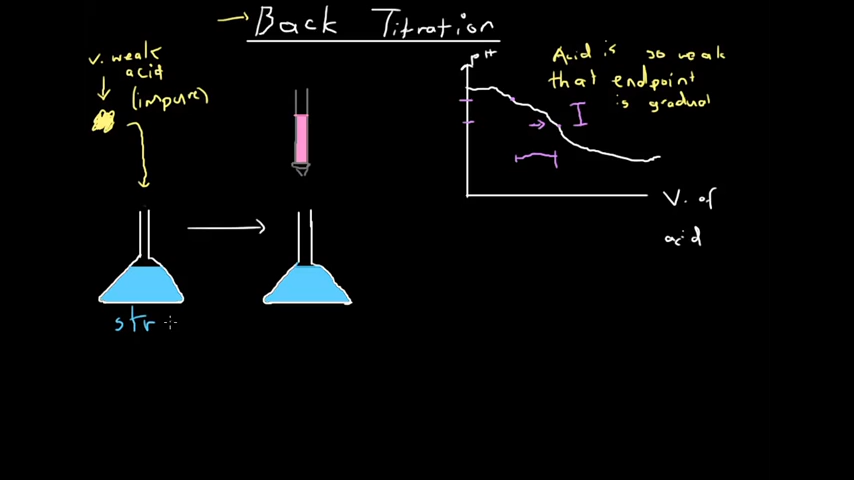 Back Titration
v. weak
acid
(impure)
pH
Acid is so weak
that endpoint
is gradual
V. of
acid
str